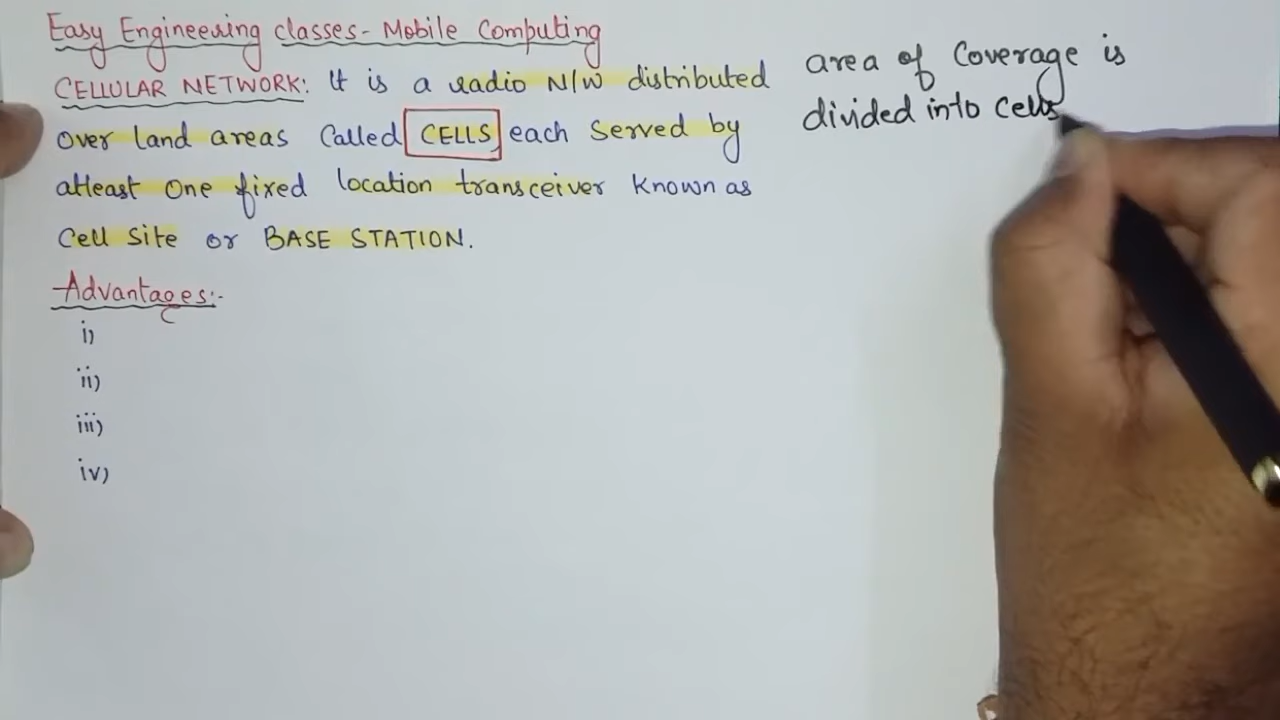 Easy Engineering classes - Mobile Computing
CELLULAR NETWORK: It is a radio N/W distributed
over land areas Called CELLS, each Served by
atleast One fixed location transceiver Known as
Cell Site or BASE STATION.
area of Coverage is
divided into Cells
Advantages:-
i)
ii)
iii)
iv)